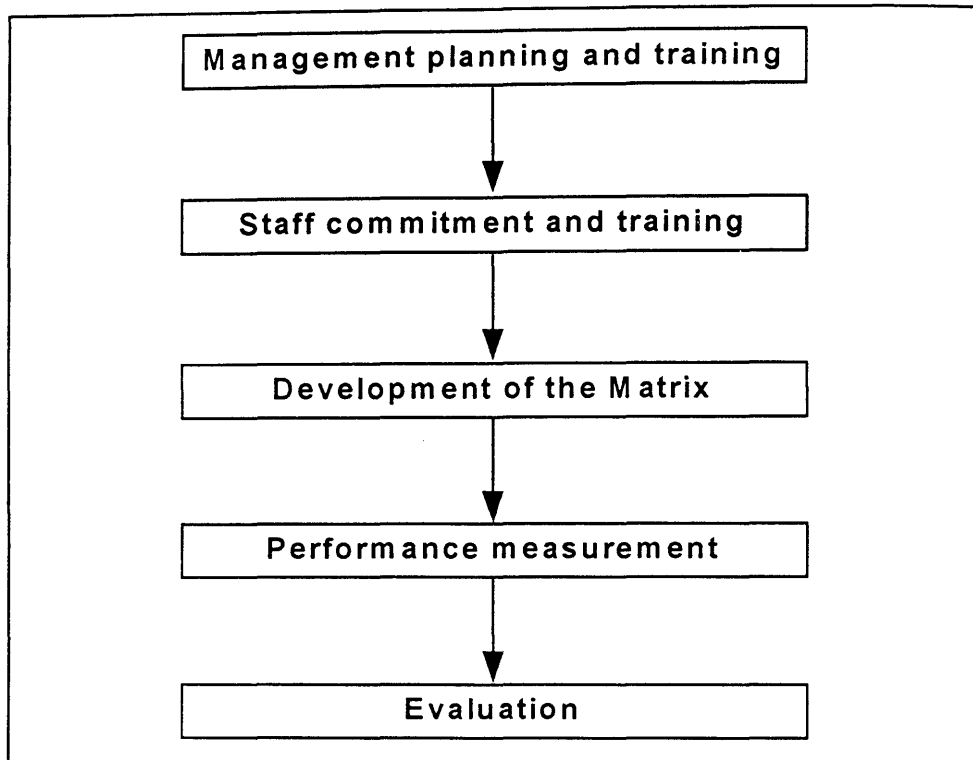 Management planning and training
Staff commitment and training
Development of the Matrix
Performance measurement
Evaluation